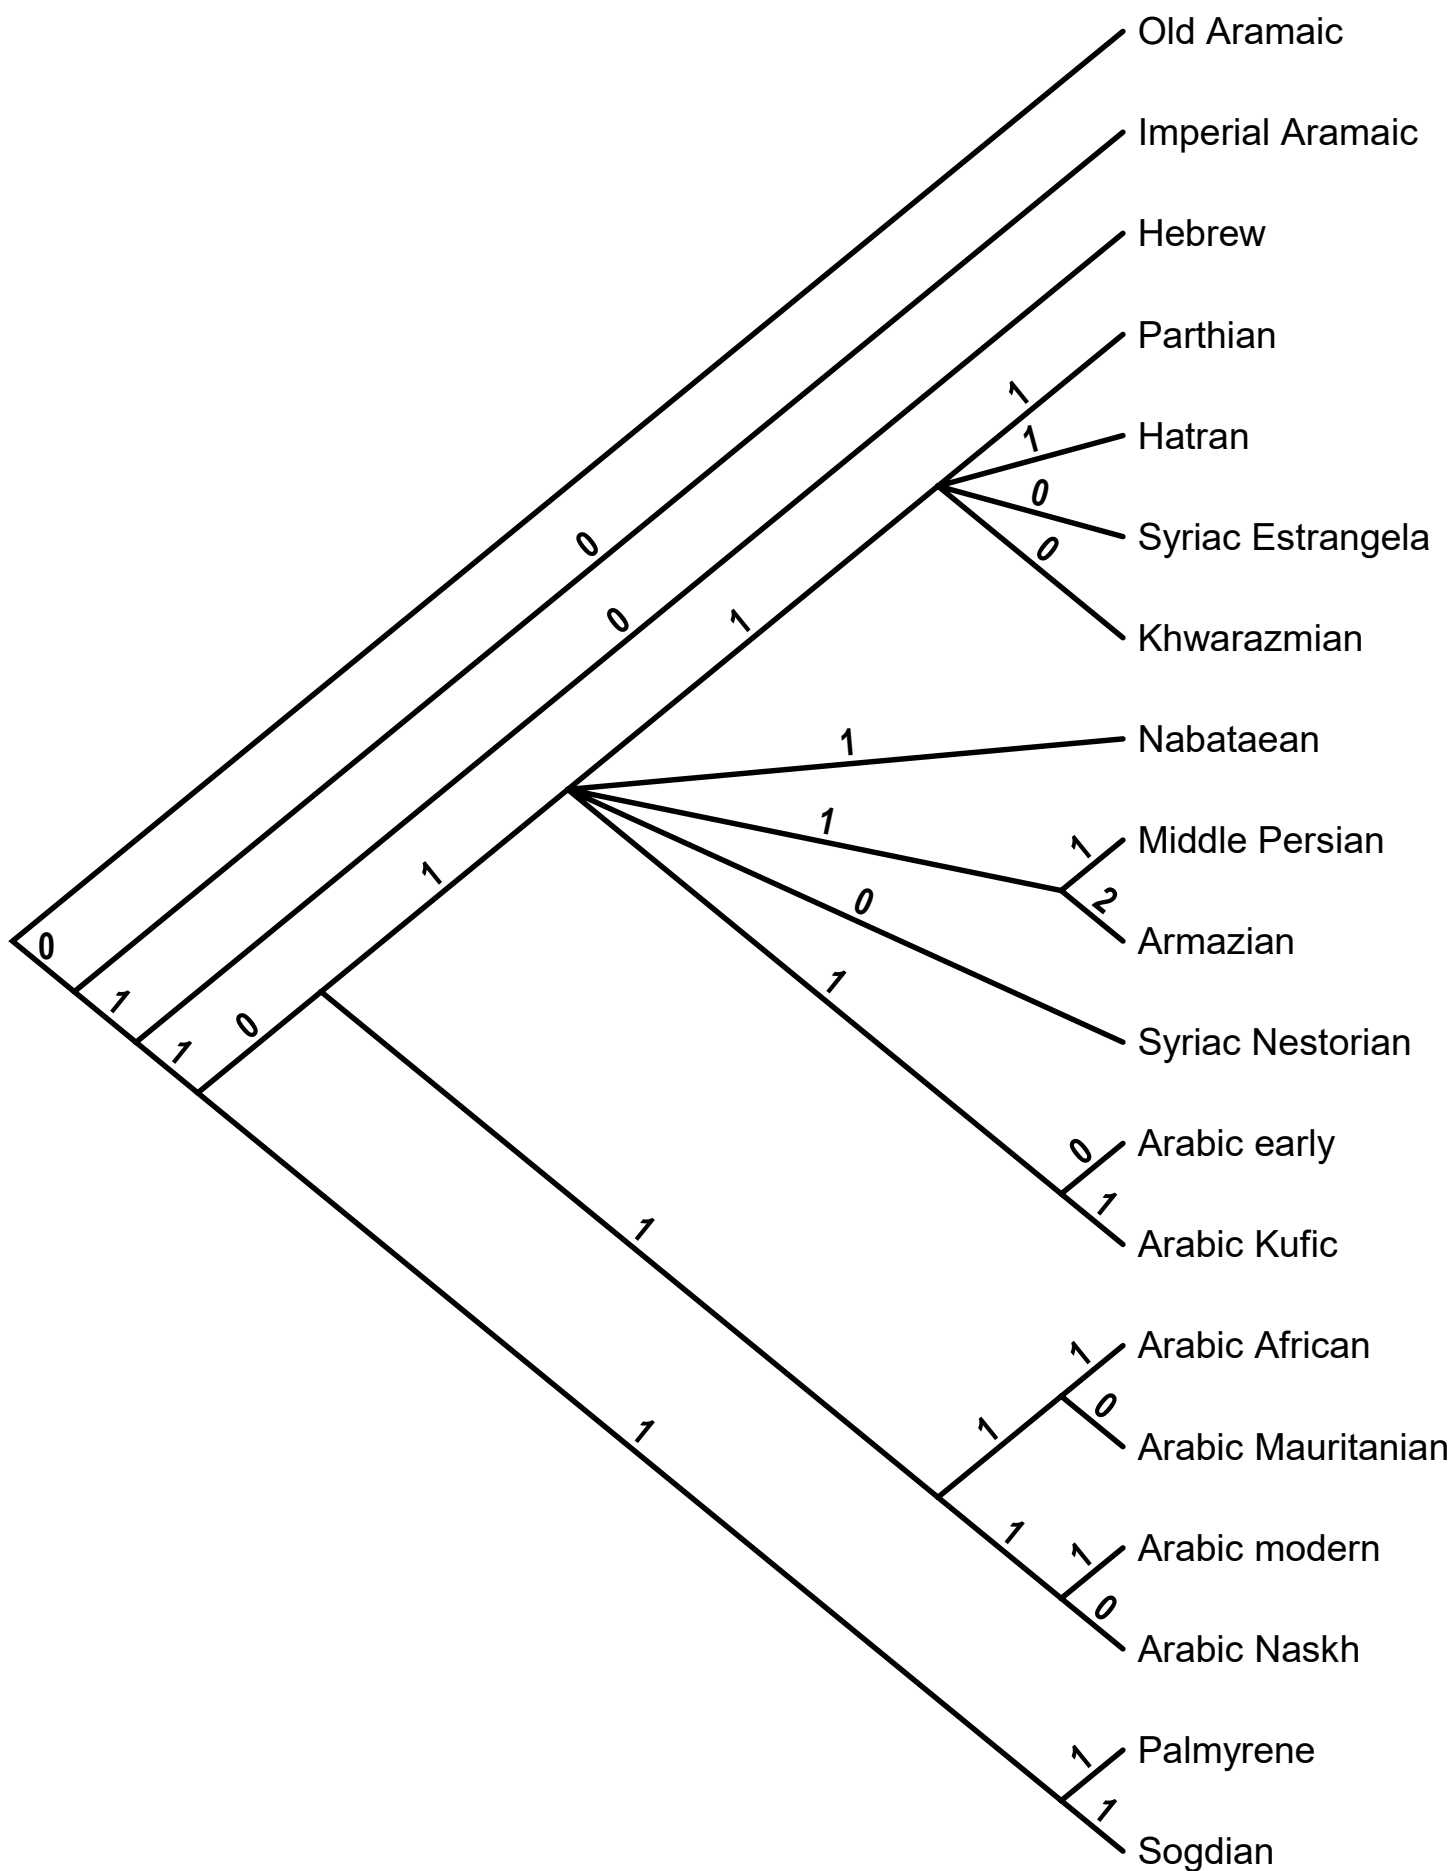 Old Aramaic
Imperial Aramaic
Hebrew
Parthian
1
Hatran
1
0
Syriac Estrangela
0
0
0
1
Khwarazmian
Nabataean
1
1
Middle Persian
1
1
2
0
Armazian
0
1
1
0
1
Syriac Nestorian
1
Arabic early
0
1
Arabic Kufic
1
Arabic African
1
0
1
1
Arabic Mauritanian
1
1
Arabic modern
0
Arabic Naskh
1
Palmyrene
1
Sogdian